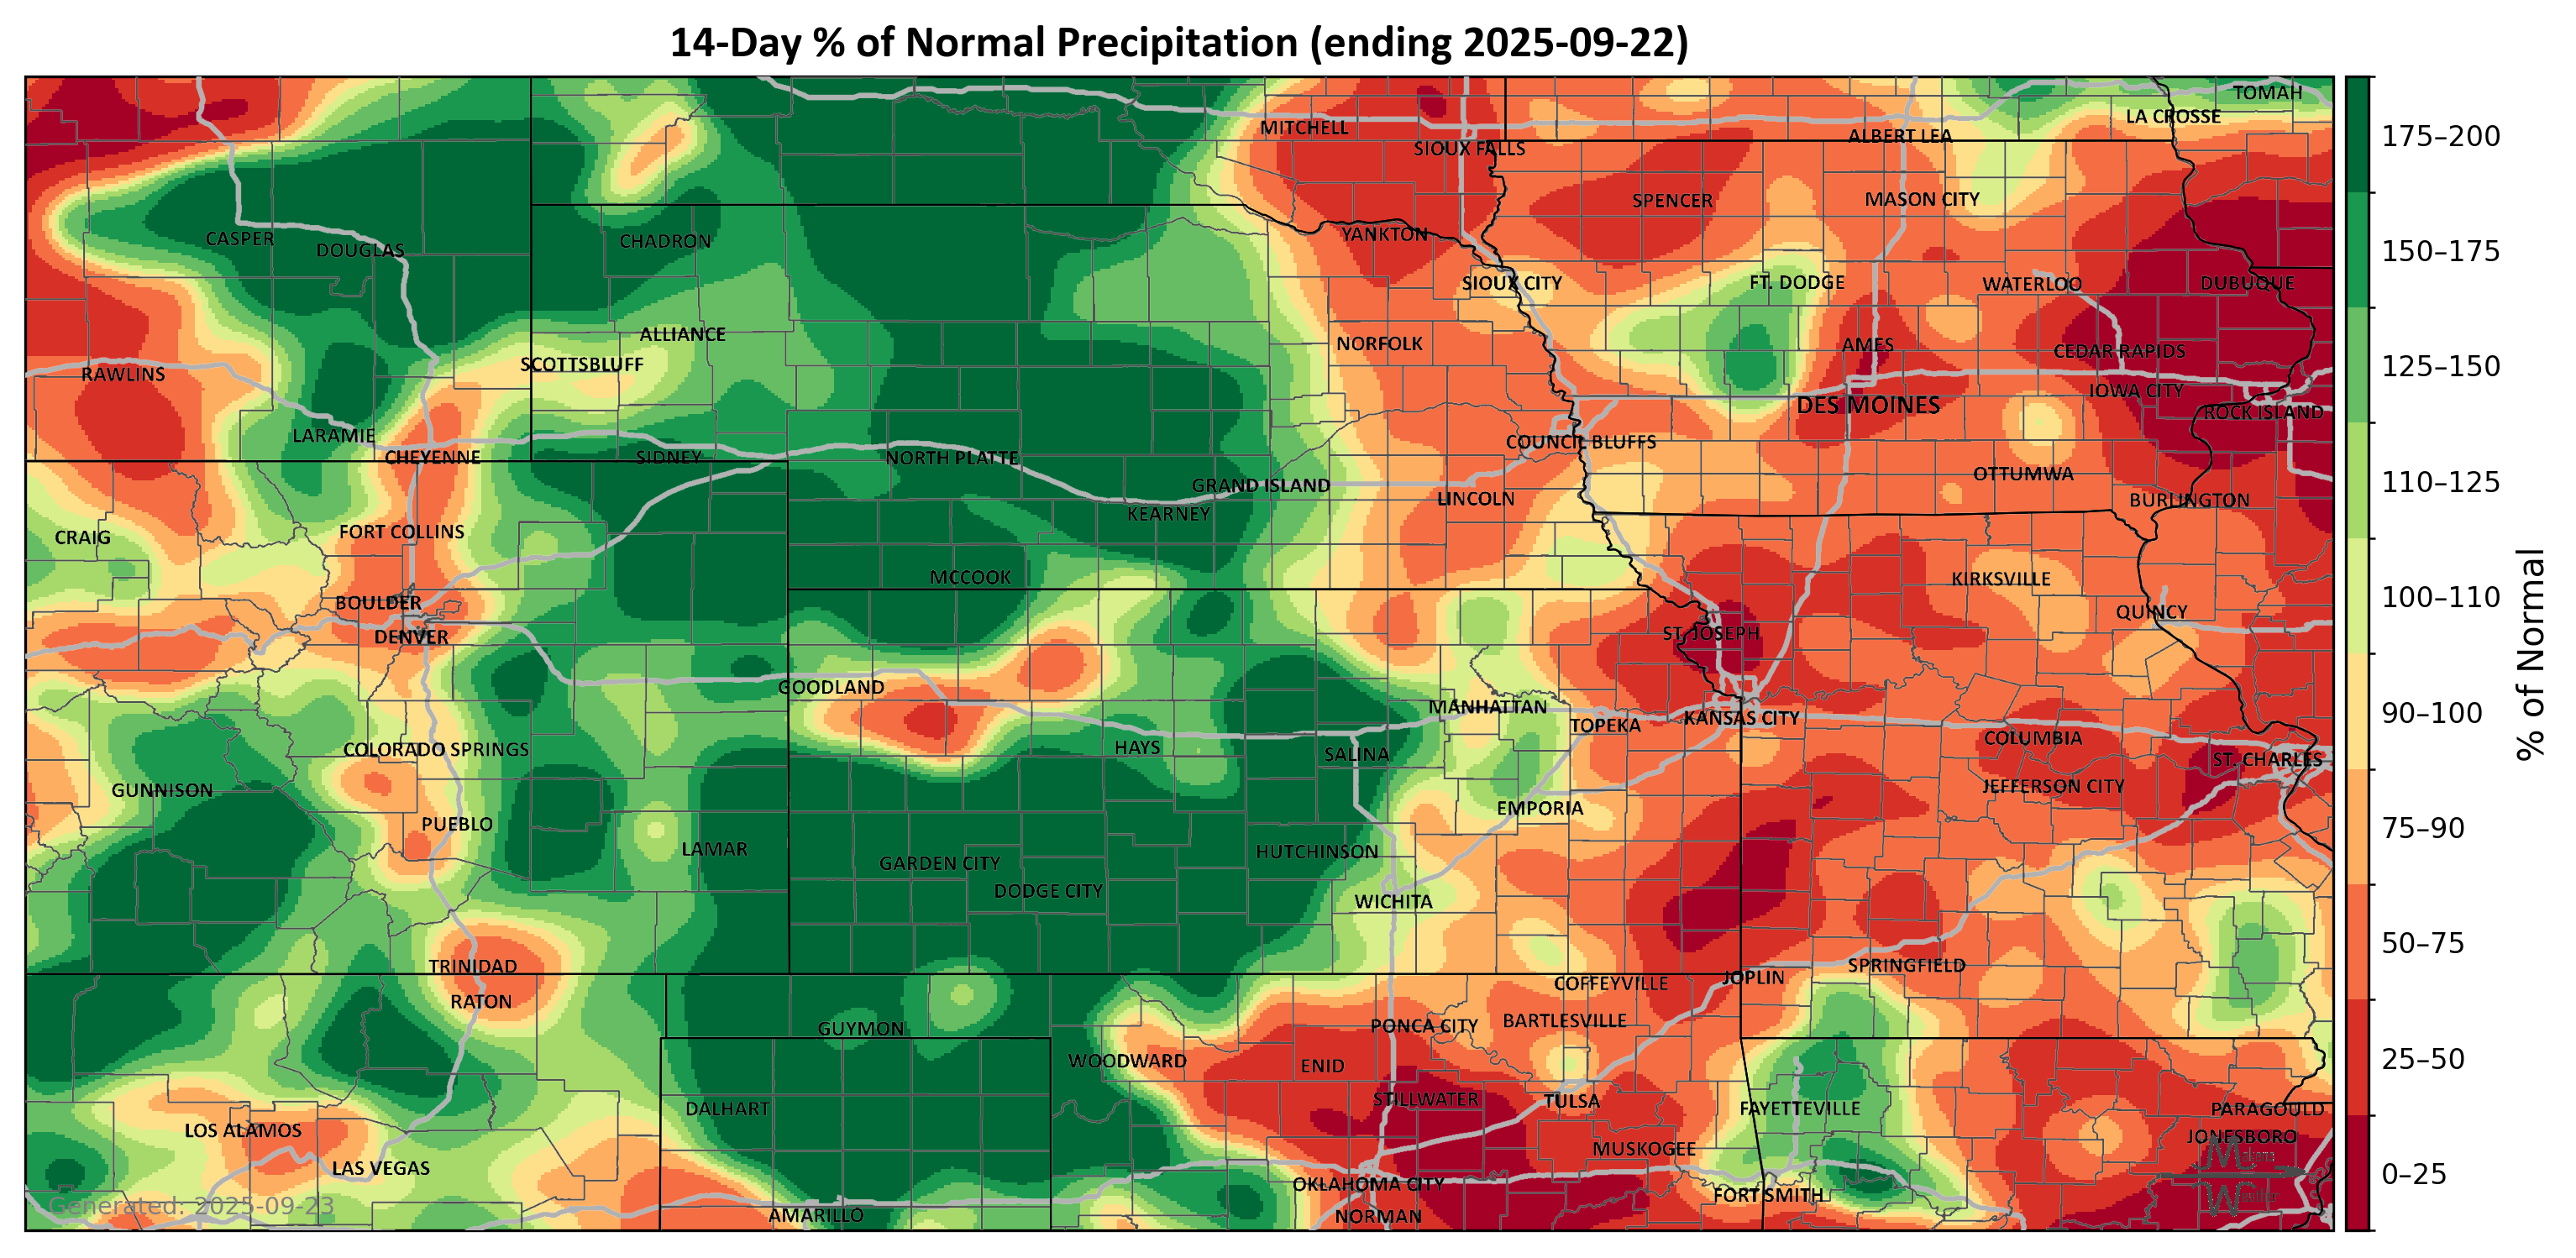 14-Day % of Normal Precipitation (ending 2025-09-22)
TOMAH
LA CROSSE
MITCHELL
ALBERT LEA
SIOUX FALLS
SPENCER
MASON CITY
YANKTON
CASPER
DOUGLAS
CHADRON
SIOUX CITY
FT. DODGE
WATERLOO
DUBUQUE
ALLIANCE
NORFOLK
AMES
CEDAR RAPIDS
SCOTTSBLUFF
RAWLINS
IOWA CITY
DES MOINES
ROCK ISLAND
LARAMIE
COUNCIL BLUFFS
CHEYENNE
SIDNEY
NORTH PLATTE
OTTUMWA
GRAND ISLAND
LINCOLN
BURLINGTON
KEARNEY
FORT COLLINS
CRAIG
MCCOOK
KIRKSVILLE
BOULDER
QUINCY
DENVER
ST. JOSEPH
GOODLAND
MANHATTAN
KANSAS CITY
TOPEKA
COLUMBIA
COLORADO SPRINGS
HAYS
SALINA
ST. CHARLES
GUNNISON
JEFFERSON CITY
EMPORIA
PUEBLO
LAMAR
HUTCHINSON
GARDEN CITY
DODGE CITY
WICHITA
TRINIDAD
SPRINGFIELD
JOPLIN
COFFEYVILLE
RATON
GUYMON
PONCA CITY
BARTLESVILLE
WOODWARD
ENID
STILLWATER
TULSA
DALHART
FAYETTEVILLE
PARAGOULD
LOS ALAMOS
JONESBORO
MUSKOGEE
LAS VEGAS
OKLAHOMA CITY
FORT SMITH
AMARILLO
NORMAN
Generated: 2025-09-23
175–200
150–175
125–150
110–125
100–110
90–100
75–90
50–75
25–50
0–25
% of Normal